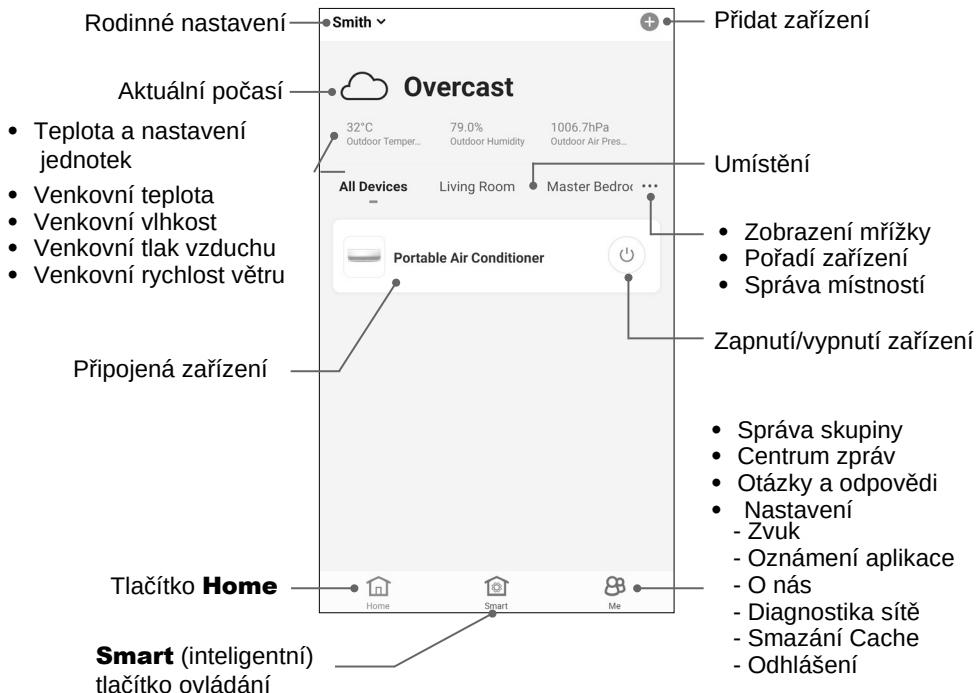 Rodinné nastavení
Aktuální počasí
• Teplota a nastavení
jednotek
• Venkovní teplota
• Venkovní vlhkost
• Venkovní tlak vzduchu
• Venkovní rychlost větru
Připojená zařízení
Tlačítko Home
Smart (inteligentní)
tlačítko ovládání
Smith
Overcast
32°C 79.0% 1006.7hPa
Outdoor Temper... Outdoor Humidity Outdoor Air Pres...
All Devices Living Room Master Bedroo ...
Portable Air Conditioner
Home Smart Me
Přidat zařízení
Umístění
• Zobrazení mřížky
• Pořadí zařízení
• Správa místností
Zapnutí/vypnutí zařízení
• Správa skupiny
• Centrum zpráv
• Otázky a odpovědi
• Nastavení
- Zvuk
- Oznámení aplikace
- O nás
- Diagnostika sítě
- Smazání Cache
- Odhlášení